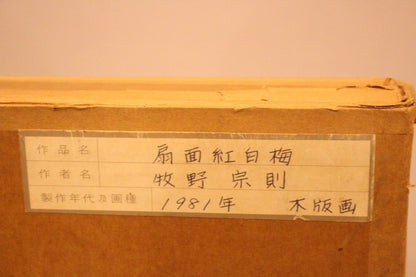 作品名 扇面紅白梅
作者名 牧野宗則
製作年代及画種 1981年 木版画